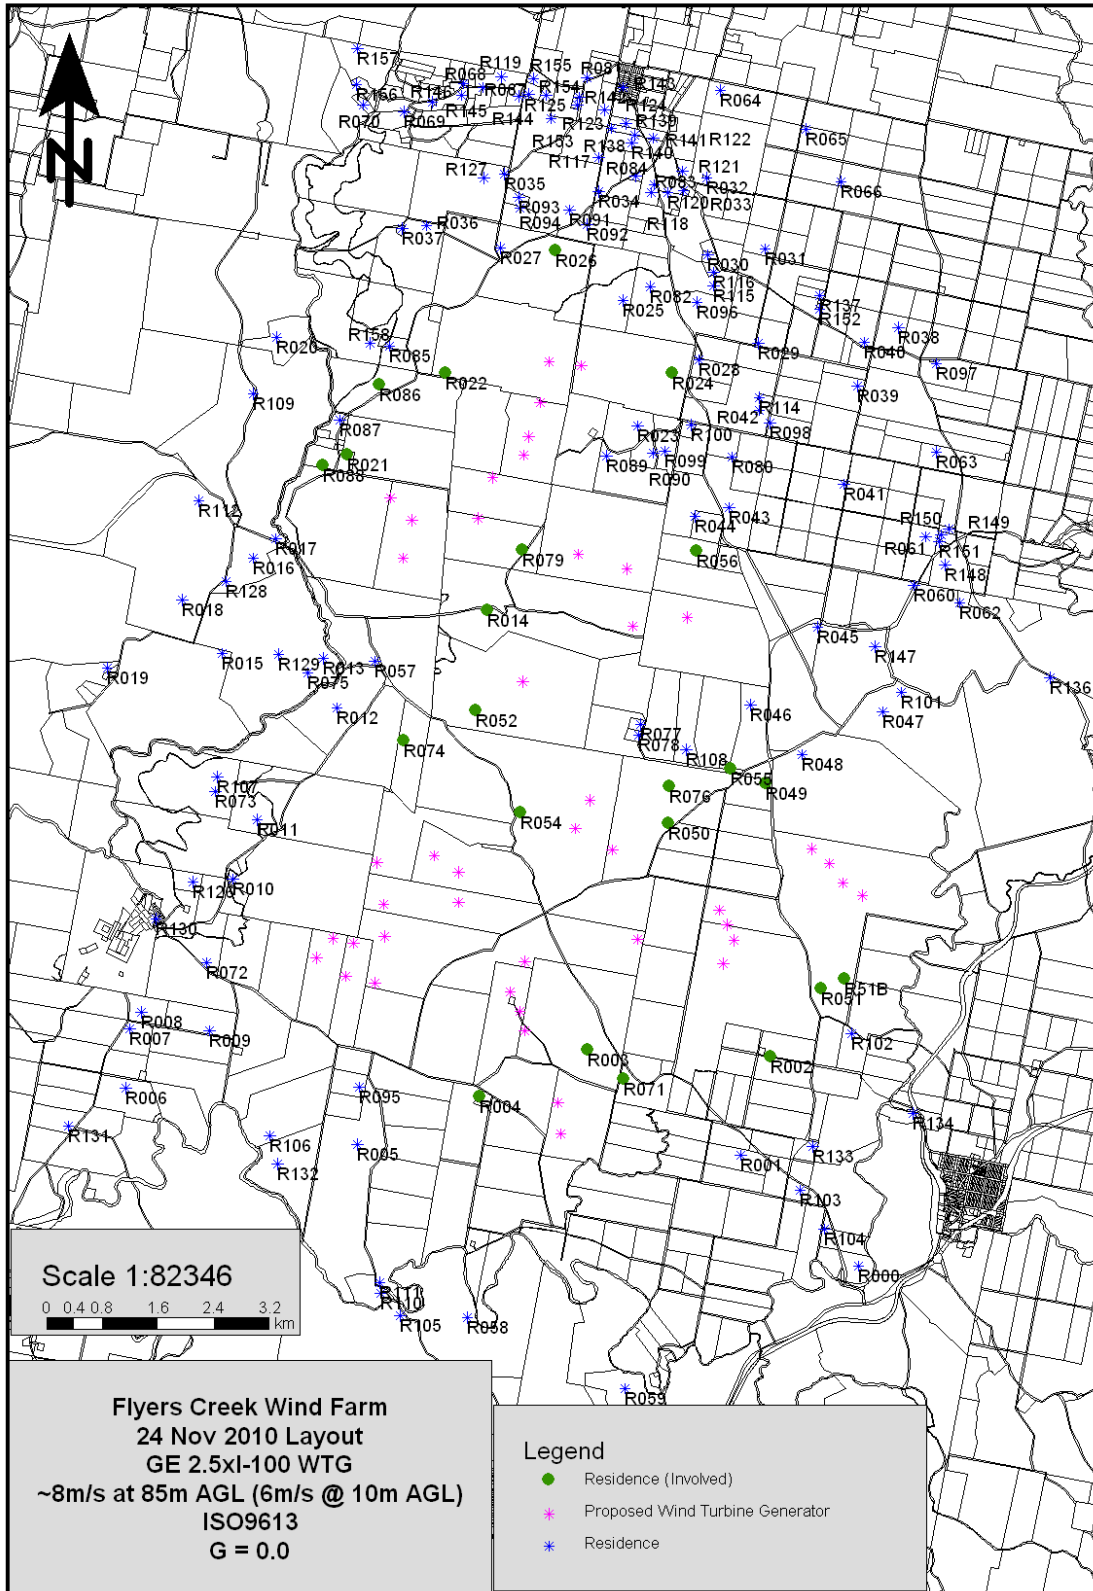 R157
R119
R155
R068
R143
R064
R146
R145
R154
R069
R070
R125
R144
R124
R123
R139
R065
R153
R138
R141
R122
R140
R117
R127
R084
R121
R035
R083
R032
R066
R034
R120
R033
R093
R094
R091
R118
R036
R037
R092
R027
R026
R030
R031
R116
R082
R115
R025
R096
R137
R152
R038
R020
R158
R085
R029
R040
R028
R097
R022
R024
R086
R109
R039
R114
R042
R087
R023
R100
R098
R021
R089
R099
R080
R063
R088
R090
R041
R112
R044
R043
R150
R149
R017
R061
R151
R079
R056
R016
R148
R128
R060
R018
R014
R062
R045
R015
R129
R013
R057
R147
R019
R075
R136
R101
R012
R052
R046
R047
R077
R078
R074
R108
R048
R055
R107
R076
R049
R073
R054
R050
R011
R010
R130
R072
R51B
R051
R008
R007
R009
R102
R003
R002
R071
R006
R095
R004
R134
R131
R106
R005
R133
R001
R132
R103
R104
R000
R111
R110
R105
R058
R059
N
Scale 1:82346
0 0.4 0.8 1.6 2.4 3.2
km
Flyers Creek Wind Farm
24 Nov 2010 Layout
GE 2.5xl-100 WTG
~8m/s at 85m AGL (6m/s @ 10m AGL)
ISO9613
G = 0.0
Legend
Residence (Involved)
Proposed Wind Turbine Generator
Residence